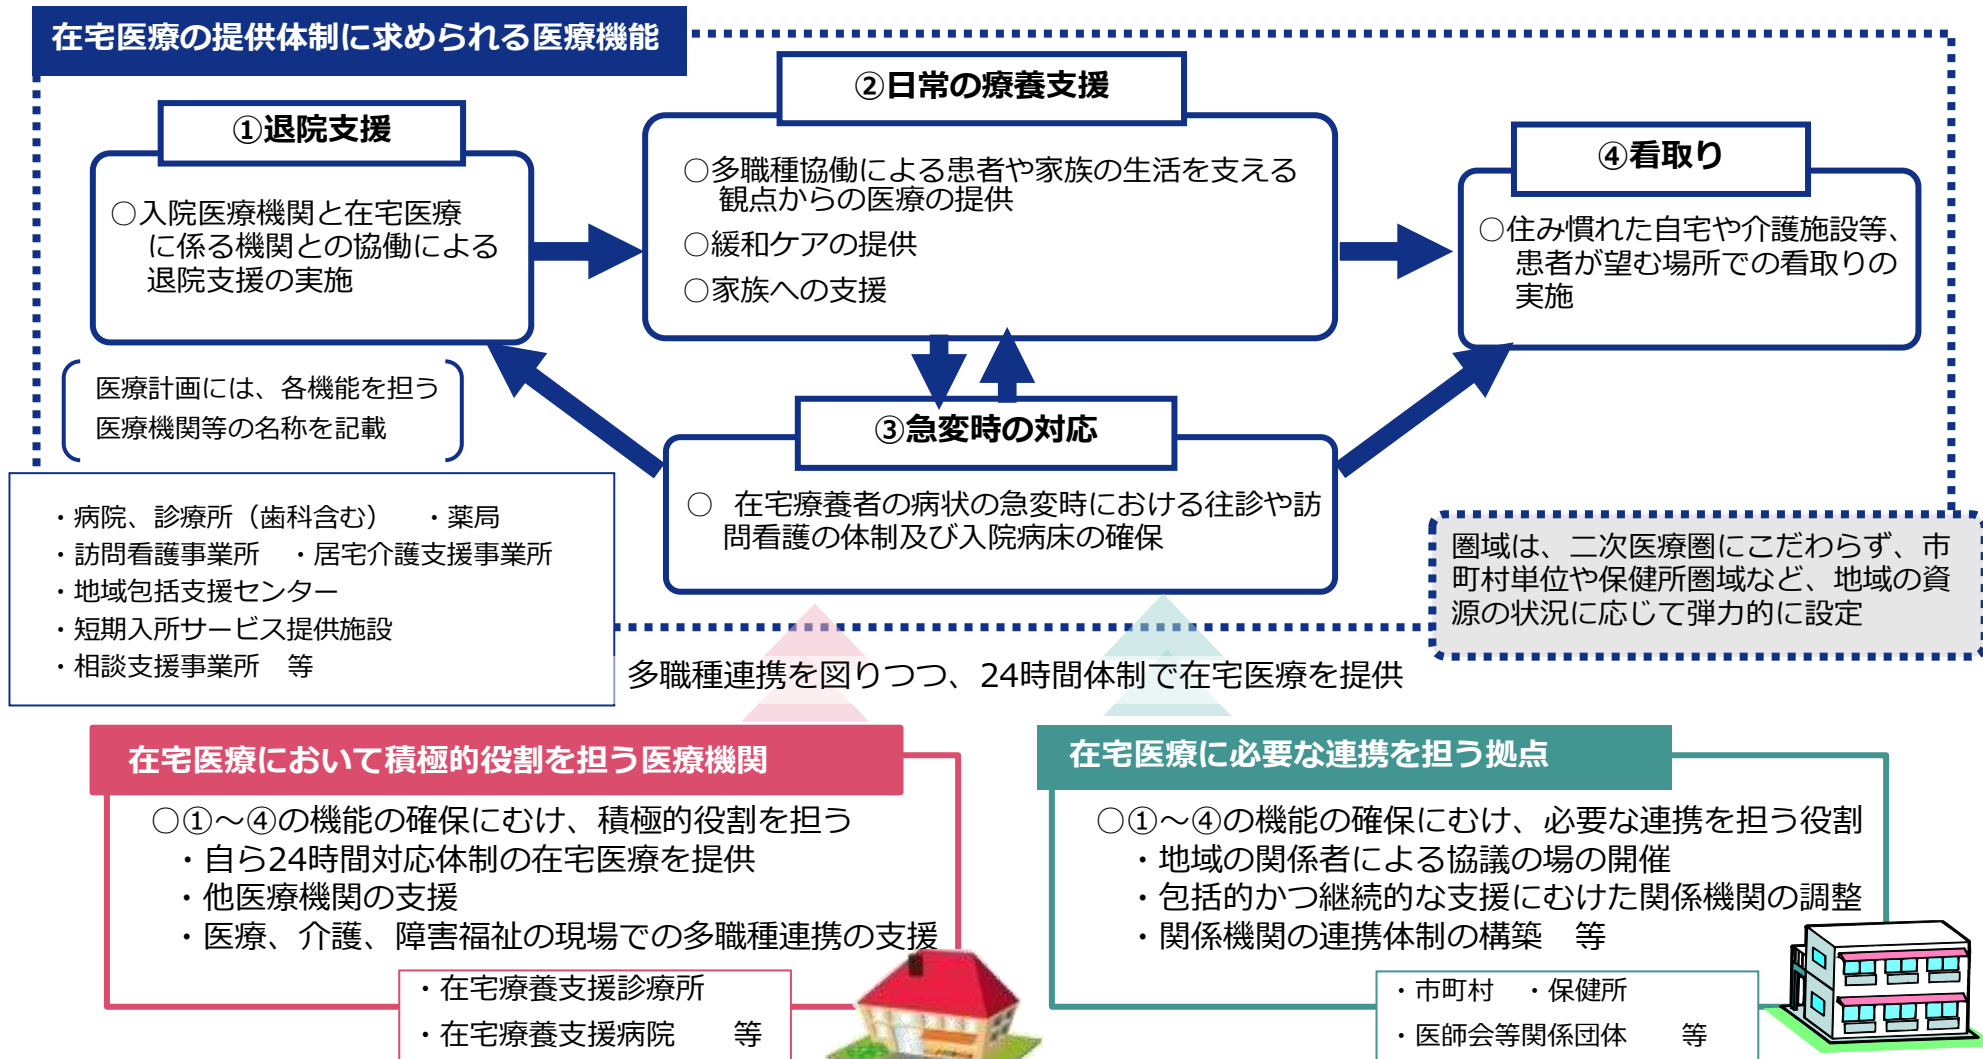 在宅医療の提供体制に求められる医療機能
①退院支援
○入院医療機関と在宅医療
に係る機関との協働による
退院支援の実施
②日常の療養支援
○多職種協働による患者や家族の生活を支える
観点からの医療の提供
○緩和ケアの提供
○家族への支援
④看取り
○住み慣れた自宅や介護施設等、
患者が望む場所での看取りの
実施
医療計画には、各機能を担う
医療機関等の名称を記載
③急変時の対応
○ 在宅療養者の病状の急変時における往診や訪
問看護の体制及び入院病床の確保
・病院、診療所（歯科含む） ・薬局
・訪問看護事業所 ・居宅介護支援事業所
・地域包括支援センター
・短期入所サービス提供施設
・相談支援事業所 等
圏域は、二次医療圏にこだわらず、市
町村単位や保健所圏域など、地域の資
源の状況に応じて弾力的に設定
多職種連携を図りつつ、24時間体制で在宅医療を提供
在宅医療において積極的役割を担う医療機関
○①～④の機能の確保にむけ、積極的役割を担う
・自ら24時間対応体制の在宅医療を提供
・他医療機関の支援
・医療、介護、障害福祉の現場での多職種連携の支援
・在宅療養支援診療所
・在宅療養支援病院 等
在宅医療に必要な連携を担う拠点
○①～④の機能の確保にむけ、必要な連携を担う役割
・地域の関係者による協議の場の開催
・包括的かつ継続的な支援にむけた関係機関の調整
・関係機関の連携体制の構築 等
・市町村 ・保健所
・医師会等関係団体 等